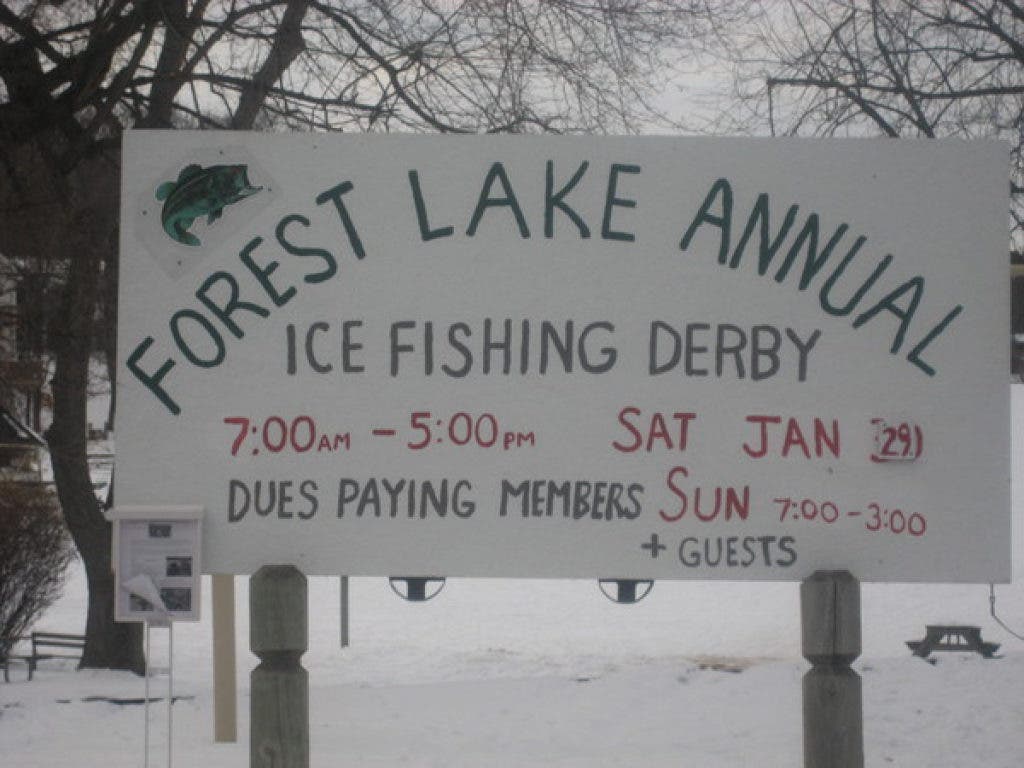 FOREST LAKE ANNUAL
ICE FISHING DERBY
7:00AM - 5:00PM SAT JAN 29
DUES PAYING MEMBERS SUN 7:00-3:00
+ GUESTS